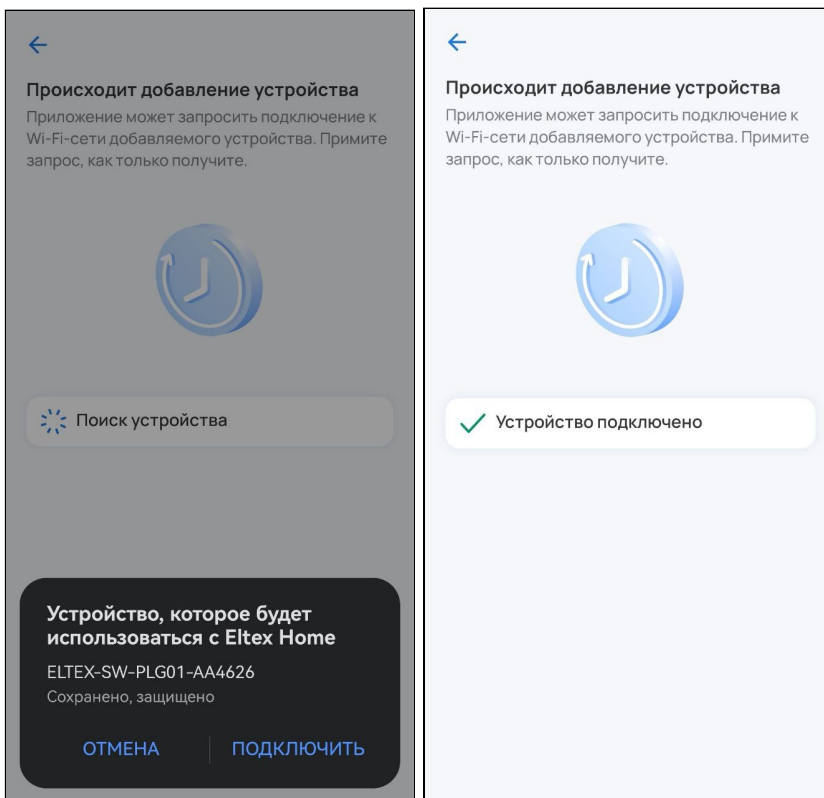 Происходит добавление устройства
Приложение может запросить подключение к
Wi-Fi-сети добавляемого устройства. Примите
запрос, как только получите.
Поиск устройства
Устройство, которое будет
использоваться с Eltex Home
ELTEX-SW-PLG01-AA4626
Сохранено, защищено
ОТМЕНА
ПОДКЛЮЧИТЬ
Происходит добавление устройства
Приложение может запросить подключение к
Wi-Fi-сети добавляемого устройства. Примите
запрос, как только получите.
Устройство подключено